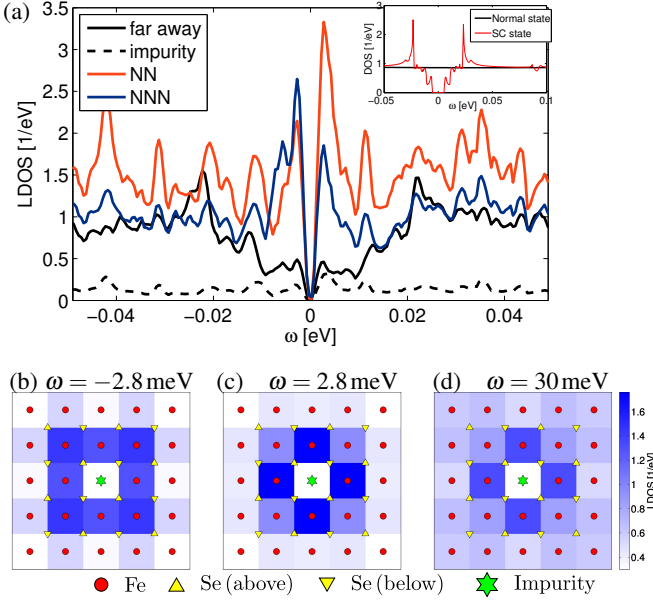 (a)
far away
impurity
NN
NNN
3.5
3
2.5
2
1.5
1
0.5
0
LDOS [1/eV]
−0.04
−0.02
0
0.02
0.04
ω [eV]
Normal state
SC state
3
2
1
0
DOS [1/eV]
−0.05
0
0.05
0.1
ω [eV]
(b) ω = −2.8 meV
(c) ω = 2.8 meV
(d) ω = 30 meV
1.6
1.4
1.2
1
0.8
0.6
0.4
LDOS [1/eV]
Fe
Se (above)
Se (below)
Impurity